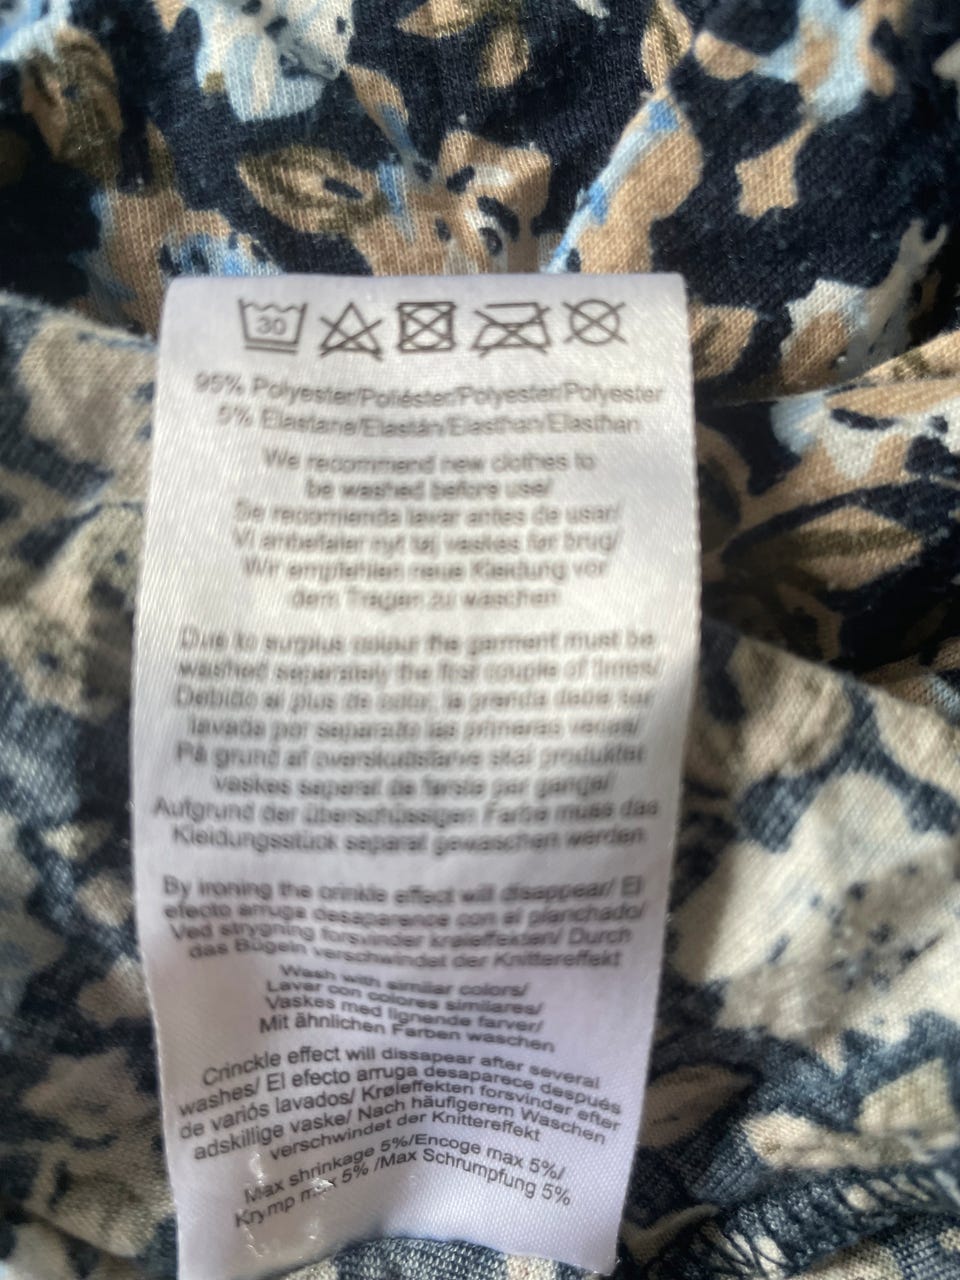 30
95% Polyester/Poliéster/Polyester/Polyester
5% Elastane/Elastán/Elasthan/Elasthan
We recommend new clothes to
be washed before use/
Se recomienda lavar antes de usar/
Vi anbefaler nyt tøj vaskes før brug/
Wir empfehlen neue Kleidung vor
dem Tragen zu waschen
Due to surplus colour the garment must be
washed seperately the first couple of times/
Debido al plus de color, la prenda debe ser
lavada por separado las primeras veces/
På grund af overskudsfarve skal produktet
vaskes seperat de første par gange/
Aufgrund der überschüssigen Farbe muss das
Kleidungsstück separat gewaschen werden
By ironing the crinkle effect will disappear/ El
efecto arruga desaparence con el planchado/
Ved strygning forsvinder krøleffekten/ Durch
das Bügeln verschwindet der Knittereffekt
Wash with similar colors/
Lavar con colores similares/
Vaskes med lignende farver/
Mit ähnlichen Farben waschen
Crinckle effect will dissapear after several
washes/ El efecto arruga desaparece después
de variós lavados/ Krøleffekten forsvinder efter
adskillige vaske/ Nach häufigerem Waschen
verschwindet der Knittereffekt
Max shrinkage 5%/Encoge max 5%/
Krymp max 5% /Max Schrumpfung 5%